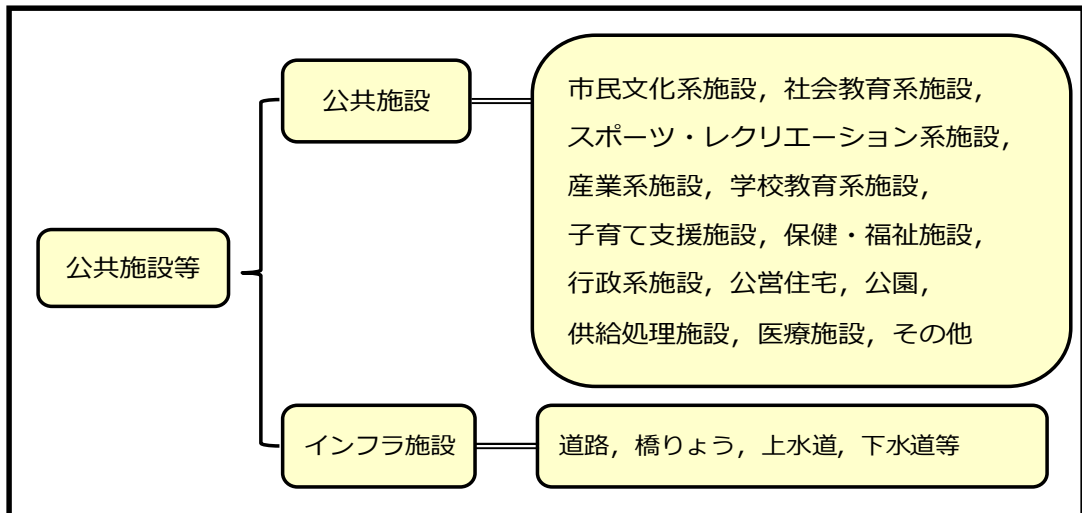 公共施設等
公共施設
市民文化系施設，社会教育系施設，
スポーツ・レクリエーション系施設，
産業系施設，学校教育系施設，
子育て支援施設，保健・福祉施設，
行政系施設，公営住宅，公園，
供給処理施設，医療施設，その他
インフラ施設
道路，橋りょう，上水道，下水道等